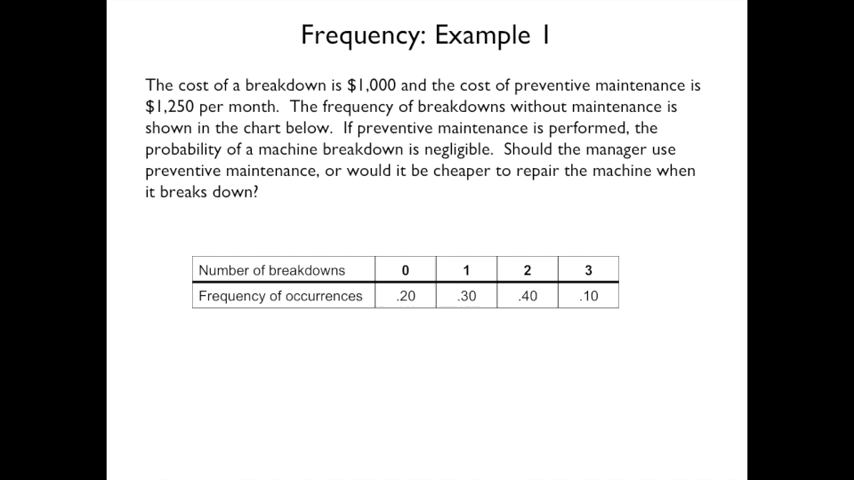 Frequency: Example 1
The cost of a breakdown is $1,000 and the cost of preventive maintenance is
$1,250 per month. The frequency of breakdowns without maintenance is
shown in the chart below. If preventive maintenance is performed, the
probability of a machine breakdown is negligible. Should the manager use
preventive maintenance, or would it be cheaper to repair the machine when
it breaks down?
Number of breakdowns 0 1 2 3
Frequency of occurrences .20 .30 .40 .10